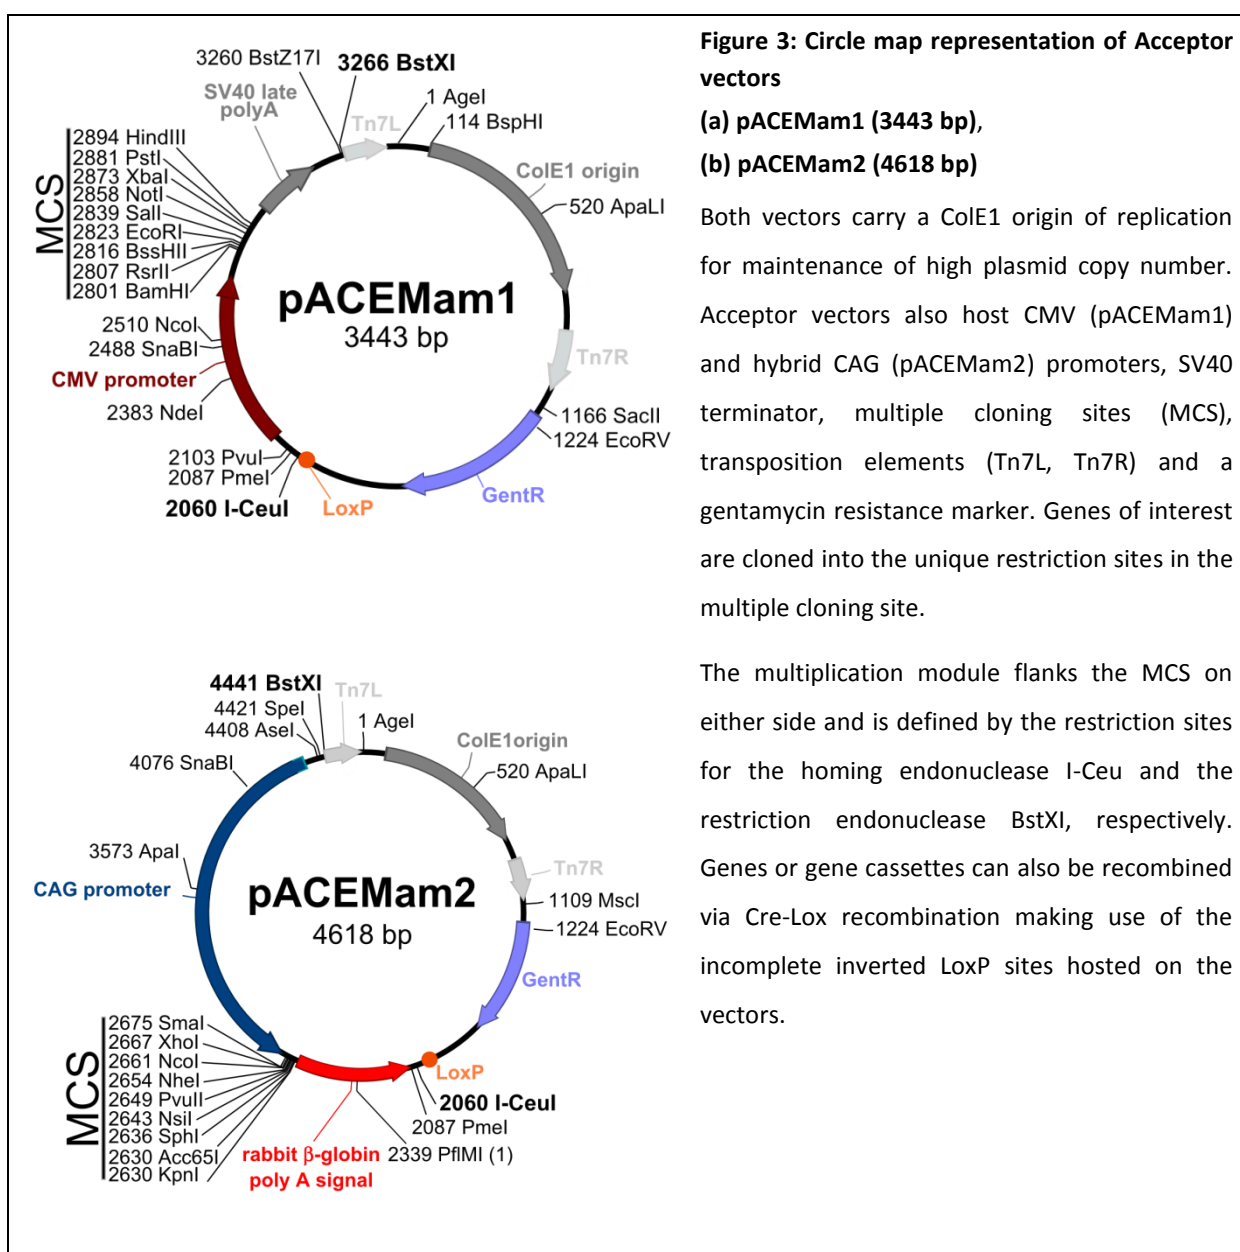 3260 BstZ17I
3266 BstXI
SV40 late
polyA
Tn7L
1 AgeI
114 BspHI
ColE1 origin
520 ApaLI
MCS
2894 HindIII
2881 PstI
2873 XbaI
2858 NotI
2839 SalI
2823 EcoRI
2816 BssHII
2807 RsrII
2801 BamHI
pACEMam1
3443 bp
2510 NcoI
2488 SnaBI
CMV promoter
2383 NdeI
Tn7R
1166 SacII
1224 EcoRV
2103 PvuI
2087 PmeI
2060 I-CeuI
LoxP
GentR
4441 BstXI
4421 SpeI
4408 AseI
Tn7L
1 AgeI
4076 SnaBI
ColE1origin
520 ApaLI
3573 ApaI
CAG promoter
pACEMam2
4618 bp
Tn7R
1109 MscI
1224 EcoRV
GentR
MCS
2675 SmaI
2667 XhoI
2661 NcoI
2654 NheI
2649 PvuII
2643 NsiI
2636 SphI
2630 Acc65I
2630 KpnI
LoxP
2060 I-CeuI
2087 PmeI
2339 PflMI (1)
rabbit β-globin
poly A signal
Figure 3: Circle map representation of Acceptor
vectors
(a) pACEMam1 (3443 bp),
(b) pACEMam2 (4618 bp)
Both vectors carry a ColE1 origin of replication
for maintenance of high plasmid copy number.
Acceptor vectors also host CMV (pACEMam1)
and hybrid CAG (pACEMam2) promoters, SV40
terminator, multiple cloning sites (MCS),
transposition elements (Tn7L, Tn7R) and a
gentamycin resistance marker. Genes of interest
are cloned into the unique restriction sites in the
multiple cloning site.
The multiplication module flanks the MCS on
either side and is defined by the restriction sites
for the homing endonuclease I-Ceu and the
restriction endonuclease BstXI, respectively.
Genes or gene cassettes can also be recombined
via Cre-Lox recombination making use of the
incomplete inverted LoxP sites hosted on the
vectors.